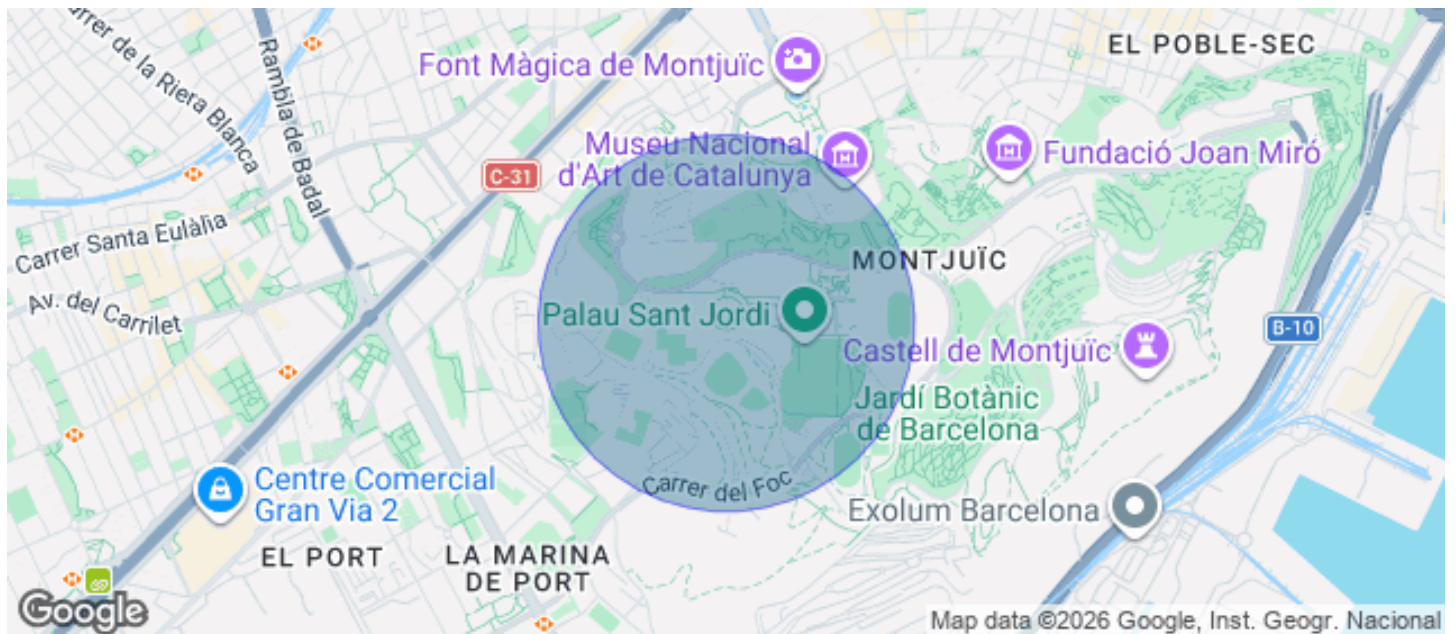 Carrer de la Riera Blanca
Rambla de Badal
EL POBLE-SEC
Font Màgica de Montjuïc
Museu Nacional
d'Art de Catalunya
Fundació Joan Miró
C-31
Carrer Santa Eulàlia
MONTJUÏC
Av. del Carrilet
Palau Sant Jordi
B-10
Castell de Montjuïc
Jardí Botànic
de Barcelona
Carrer del Foc
Centre Comercial
Gran Via 2
Exolum Barcelona
EL PORT
LA MARINA
DE PORT
Google
Map data ©2026 Google, Inst. Geogr. Nacional